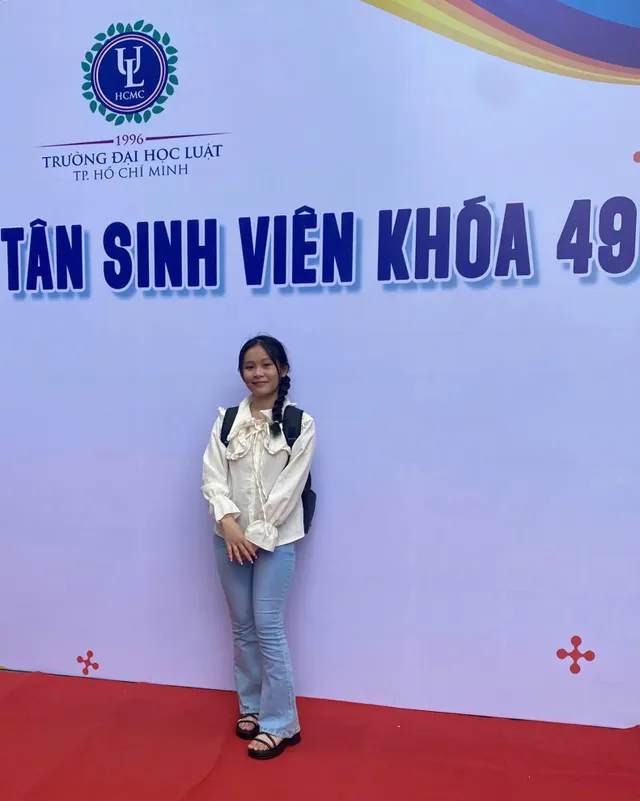 UL
HCMC
1996
TRƯỜNG ĐẠI HỌC LUẬT
TP. HỒ CHÍ MINH
TÂN SINH VIÊN KHÓA 49